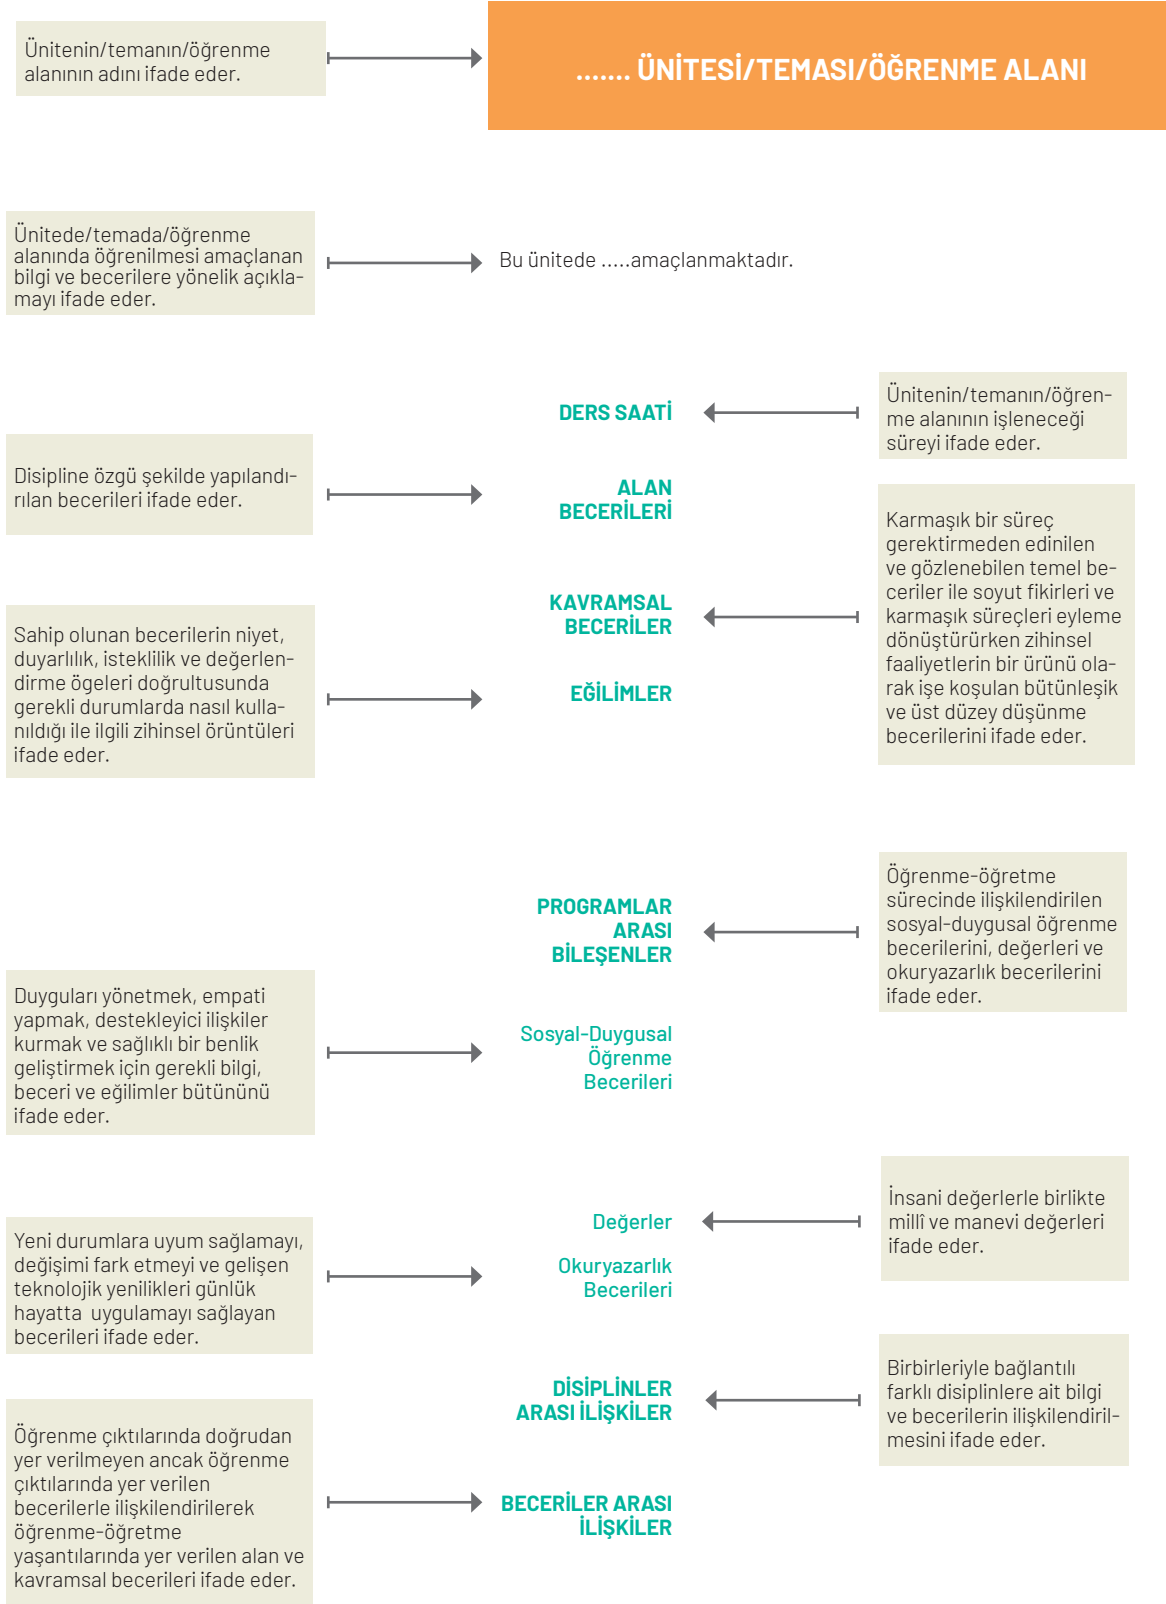 Ünitenin/temanın/öğrenme
alanının adını ifade eder.
....... ÜNİTESİ/TEMASI/ÖĞRENME ALANI
Ünitede/temada/öğrenme
alanında öğrenilmesi amaçlanan
bilgi ve becerilere yönelik açıkla-
mayı ifade eder.
Bu ünitede .....amaçlanmaktadır.
DERS SAATİ
Ünitenin/temanın/öğren-
me alanının işleneceği
süreyi ifade eder.
Disipline özgü şekilde yapılandı-
rılan becerileri ifade eder.
ALAN
BECERİLERİ
Karmaşık bir süreç
gerektirmeden edinilen
ve gözlenebilen temel be-
ceriler ile soyut fikirleri ve
karmaşık süreçleri eyleme
dönüştürürken zihinsel
faaliyetlerin bir ürünü ola-
rak işe koşulan bütünleşik
ve üst düzey düşünme
becerilerini ifade eder.
KAVRAMSAL
BECERİLER
Sahip olunan becerilerin niyet,
duyarlılık, isteklilik ve değerlen-
dirme ögeleri doğrultusunda
gerekli durumlarda nasıl kulla-
nıldığı ile ilgili zihinsel örüntüleri
ifade eder.
EĞİLİMLER
PROGRAMLAR
ARASI
BİLEŞENLER
Öğrenme-öğretme
sürecinde ilişkilendirilen
sosyal-duygusal öğrenme
becerilerini, değerleri ve
okuryazarlık becerilerini
ifade eder.
Duyguları yönetmek, empati
yapmak, destekleyici ilişkiler
kurmak ve sağlıklı bir benlik
geliştirmek için gerekli bilgi,
beceri ve eğilimler bütününü
ifade eder.
Sosyal-Duygusal
Öğrenme
Becerileri
Değerler
İnsani değerlerle birlikte
millî ve manevi değerleri
ifade eder.
Yeni durumlara uyum sağlamayı,
değişimi fark etmeyi ve gelişen
teknolojik yenilikleri günlük
hayatta uygulamayı sağlayan
becerileri ifade eder.
Okuryazarlık
Becerileri
DİSİPLİNLER
ARASI İLİŞKİLER
Birbirleriyle bağlantılı
farklı disiplinlere ait bilgi
ve becerilerin ilişkilendiril-
mesini ifade eder.
Öğrenme çıktılarında doğrudan
yer verilmeyen ancak öğrenme
çıktılarında yer verilen
becerilerle ilişkilendirilerek
öğrenme-öğretme
yaşantılarında yer verilen alan ve
kavramsal becerileri ifade eder.
BECERİLER ARASI
İLİŞKİLER